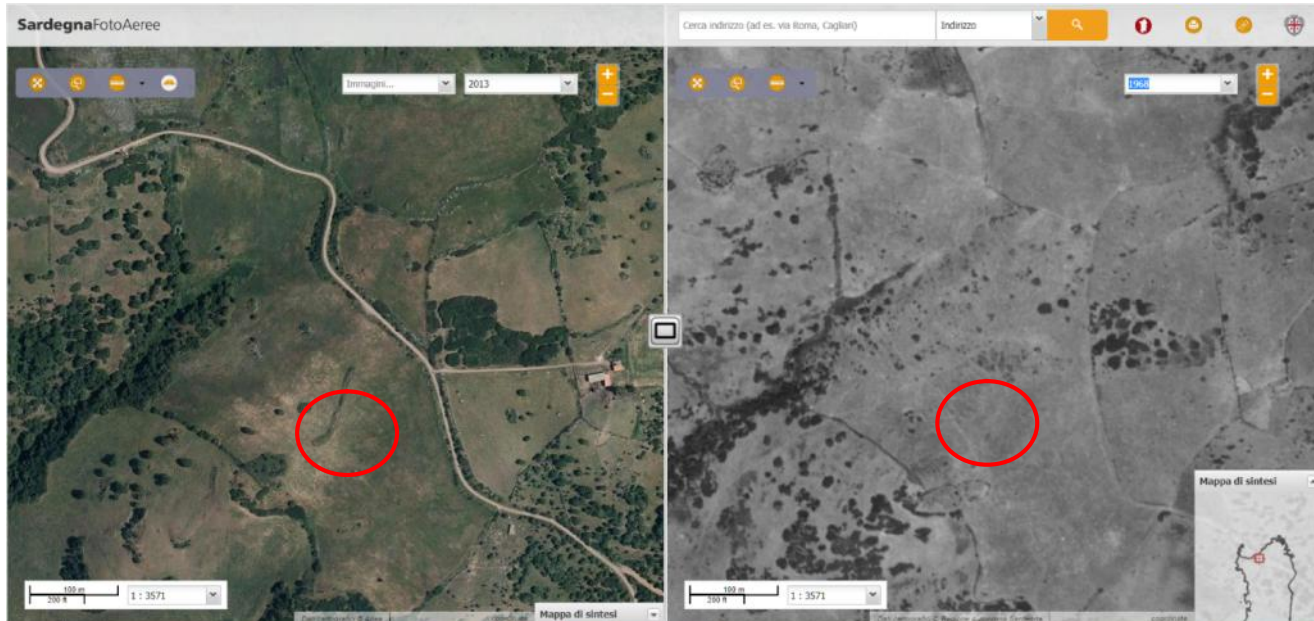 SardegnaFotoAeree
Cerca indirizzo (ad es. via Roma, Cagliari)
Indirizzo
Immagini...
2013
1968
100 m
200 ft
1 : 3571
Mappa di sintesi
100 m
200 ft
1 : 3571
Mappa di sintesi